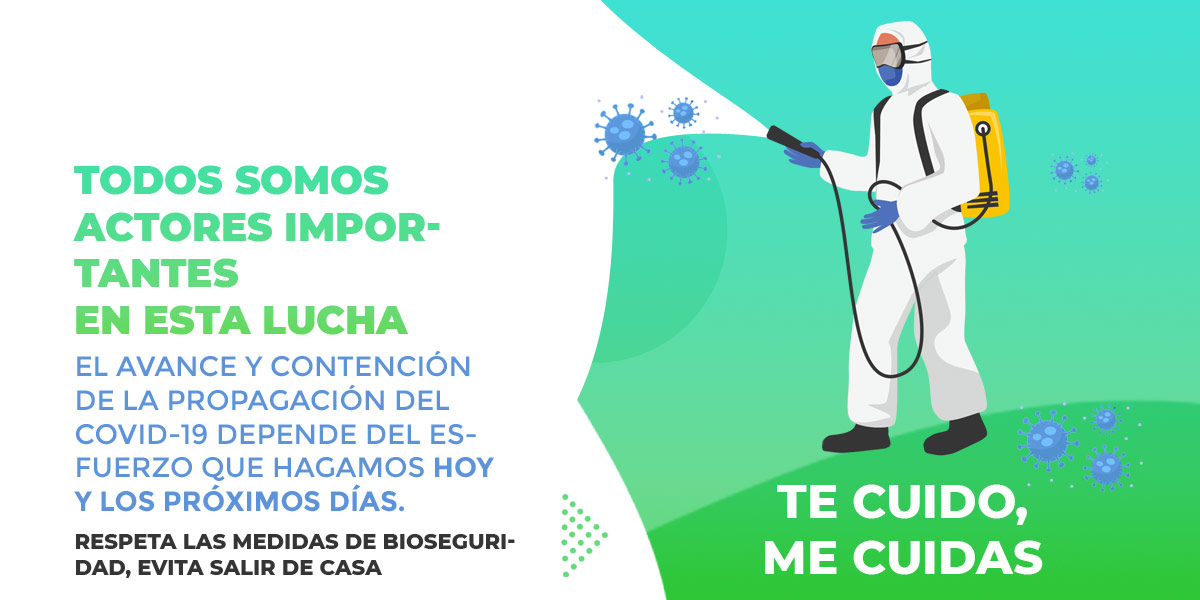 TODOS SOMOS
ACTORES IMPOR-
TANTES
EN ESTA LUCHA
EL AVANCE Y CONTENCIÓN
DE LA PROPAGACIÓN DEL
COVID-19 DEPENDE DEL ES-
FUERZO QUE HAGAMOS HOY
Y LOS PRÓXIMOS DÍAS.
RESPETA LAS MEDIDAS DE BIOSEGURI-
DAD, EVITA SALIR DE CASA
TE CUIDO,
ME CUIDAS